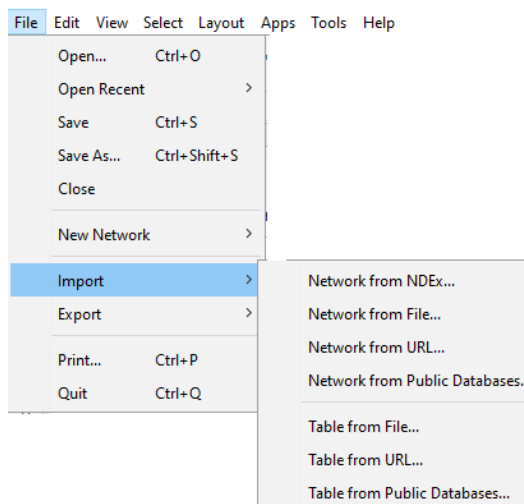 File Edit View Select Layout Apps Tools Help
Open... Ctrl+O
Open Recent >
Save Ctrl+S
Save As... Ctrl+Shift+S
Close
New Network >
Import >
Export >
Print... Ctrl+P
Quit Ctrl+Q
Network from NDEx...
Network from File...
Network from URL...
Network from Public Databases.
Table from File...
Table from URL...
Table from Public Databases...